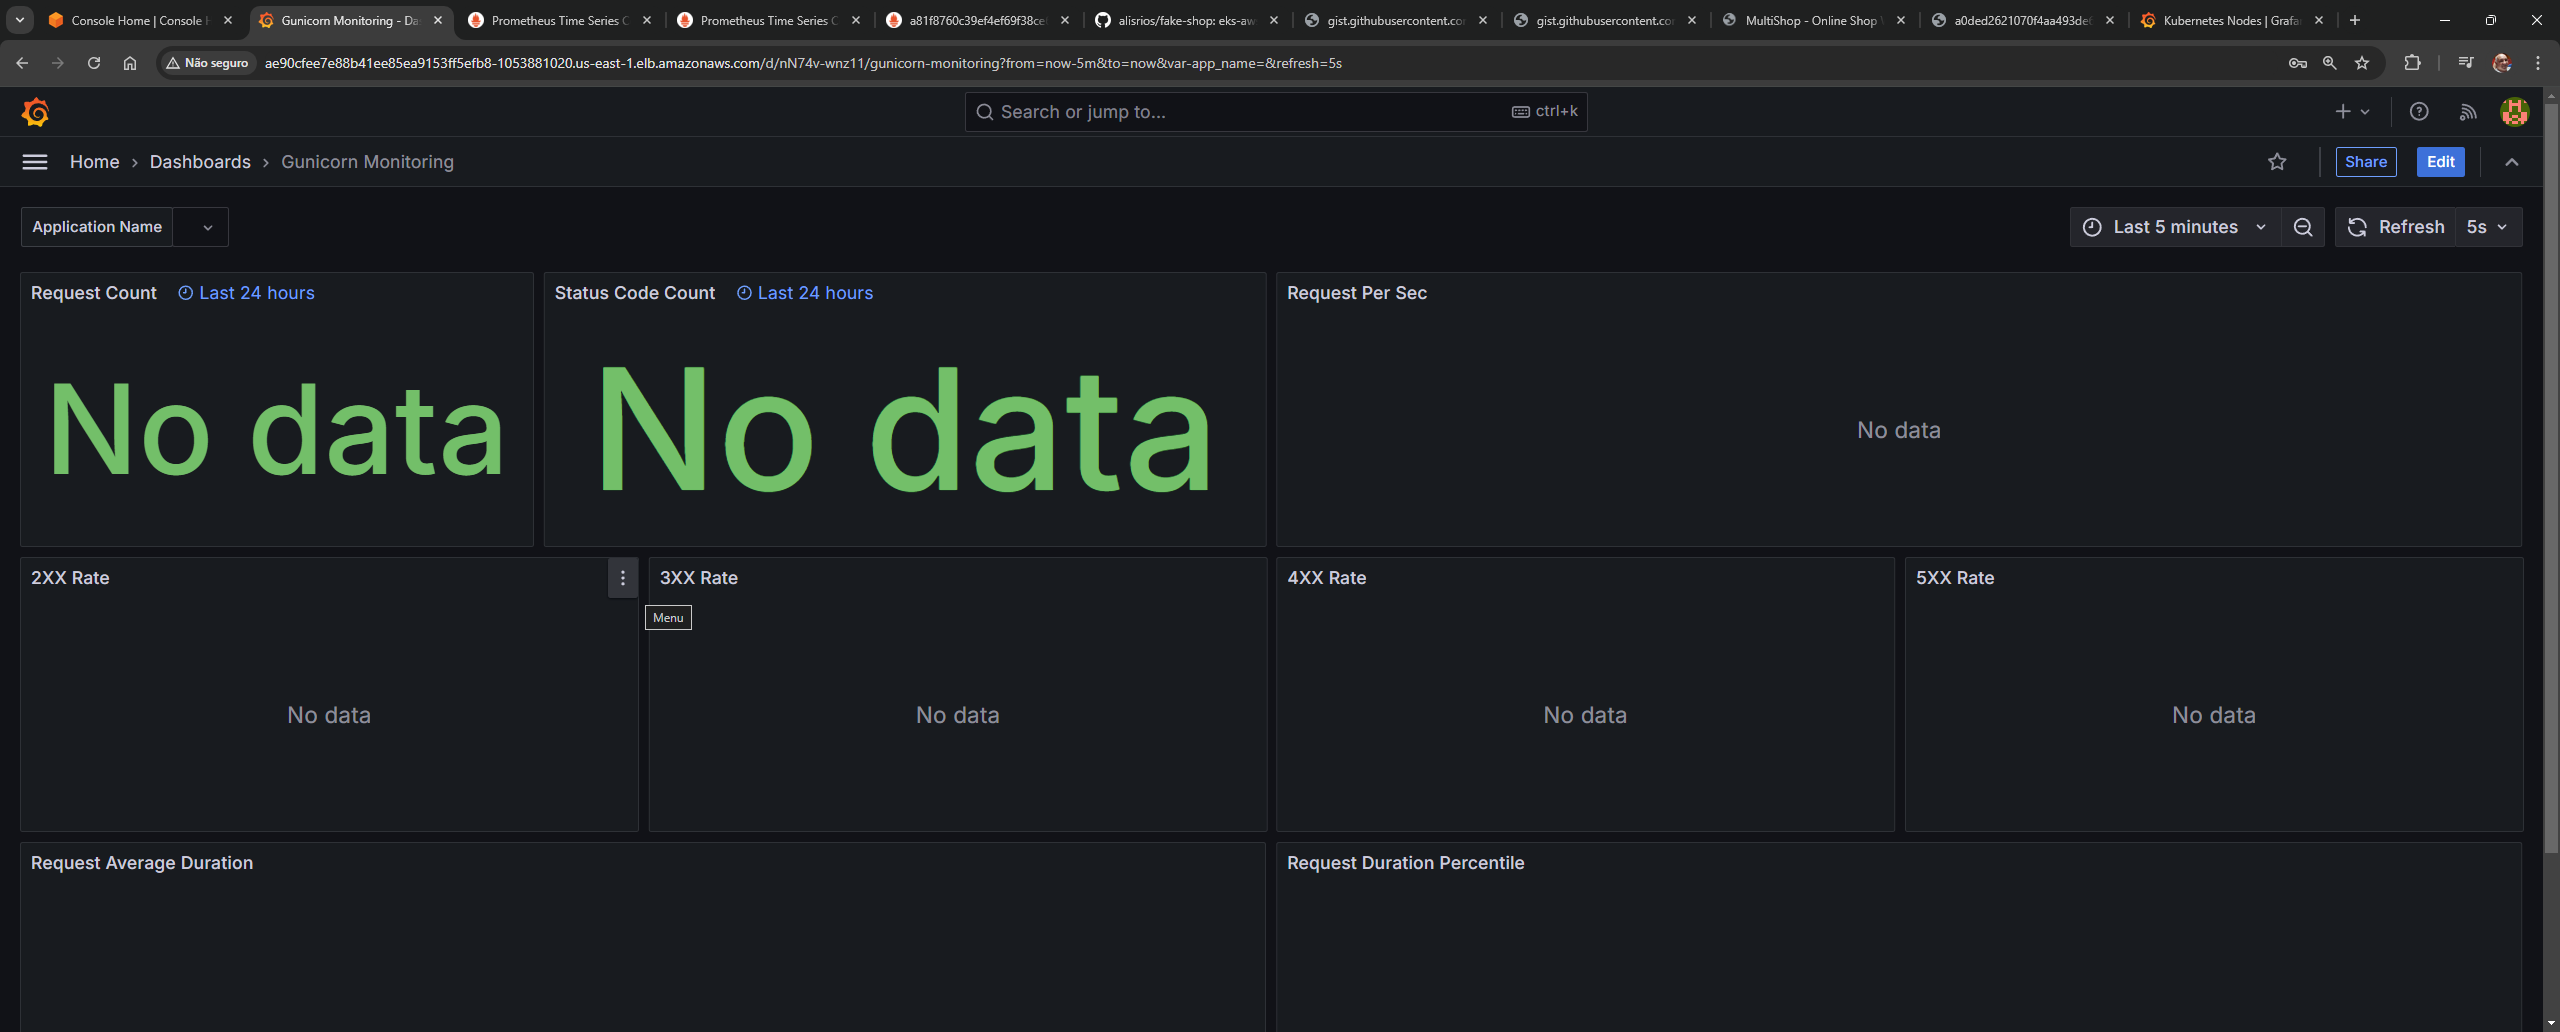 Console Home | Console H
Gunicorn Monitoring - Da
Prometheus Time Series C
Prometheus Time Series C
a81f8760c39ef4ef69f38ce
alisrios/fake-shop: eks-aw
gist.githubusercontent.co
gist.githubusercontent.co
MultiShop - Online Shop
a0ded2621070f4aa493de
Kubernetes Nodes | Grafa
Não seguro
ae90cfee7e88b41ee85ea9153ff5efb8-1053881020.us-east-1.elb.amazonaws.com/d/nN74v-wnz11/gunicorn-monitoring?from=now-5m&to=now&var-app_name=&refresh=5s
Search or jump to...
ctrl+k
Home › Dashboards › Gunicorn Monitoring
Share
Edit
Application Name
Last 5 minutes
Refresh
5s
Request Count
Last 24 hours
No data
Status Code Count
Last 24 hours
No data
Request Per Sec
No data
2XX Rate
No data
3XX Rate
Menu
No data
4XX Rate
No data
5XX Rate
No data
Request Average Duration
Request Duration Percentile